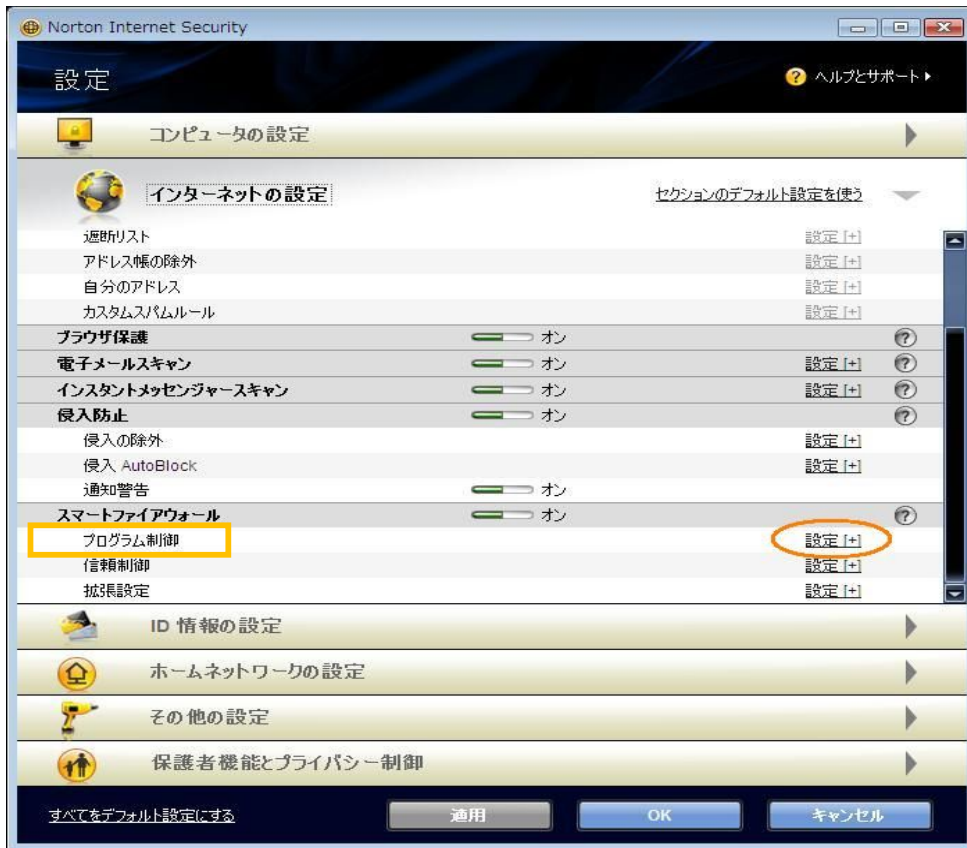 Norton Internet Security
設定
? ヘルプとサポート
コンピュータの設定
インターネットの設定 セクションのデフォルト設定を使う
遮断リスト 設定 [+]
アドレス帳の除外 設定 [+]
自分のアドレス 設定 [+]
カスタムスパムルール 設定 [+]
ブラウザ保護 オン ?
電子メールスキャン オン 設定 [+] ?
インスタントメッセンジャースキャン オン 設定 [+] ?
侵入防止 オン ?
侵入の除外 設定 [+]
侵入 AutoBlock 設定 [+]
通知警告 オン
スマートファイアウォール オン ?
プログラム制御 設定 [+]
信頼制御 設定 [+]
拡張設定 設定 [+]
ID 情報の設定
ホームネットワークの設定
その他の設定
保護者機能とプライバシー制御
すべてをデフォルト設定にする 適用 OK キャンセル